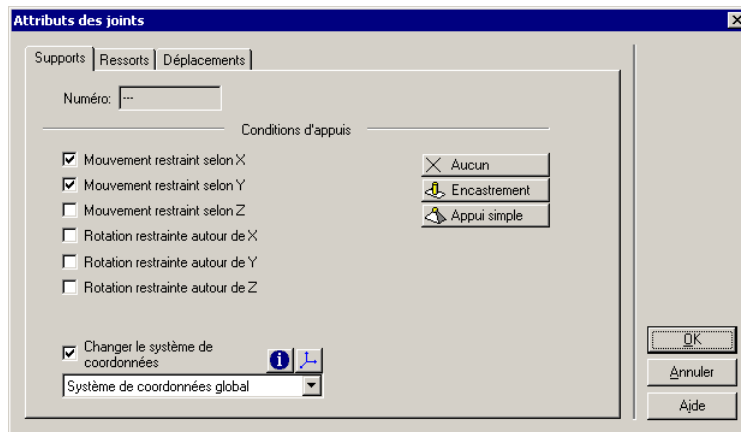 Attributs des joints
Supports Ressorts Déplacements
Numéro: ---
Conditions d'appuis
Mouvement restraint selon X
Mouvement restraint selon Y
Mouvement restraint selon Z
Rotation restrainte autour de X
Rotation restrainte autour de Y
Rotation restrainte autour de Z
Aucun
Encastrement
Appui simple
Changer le système de
coordonnées
Système de coordonnées global
OK
Annuler
Aide